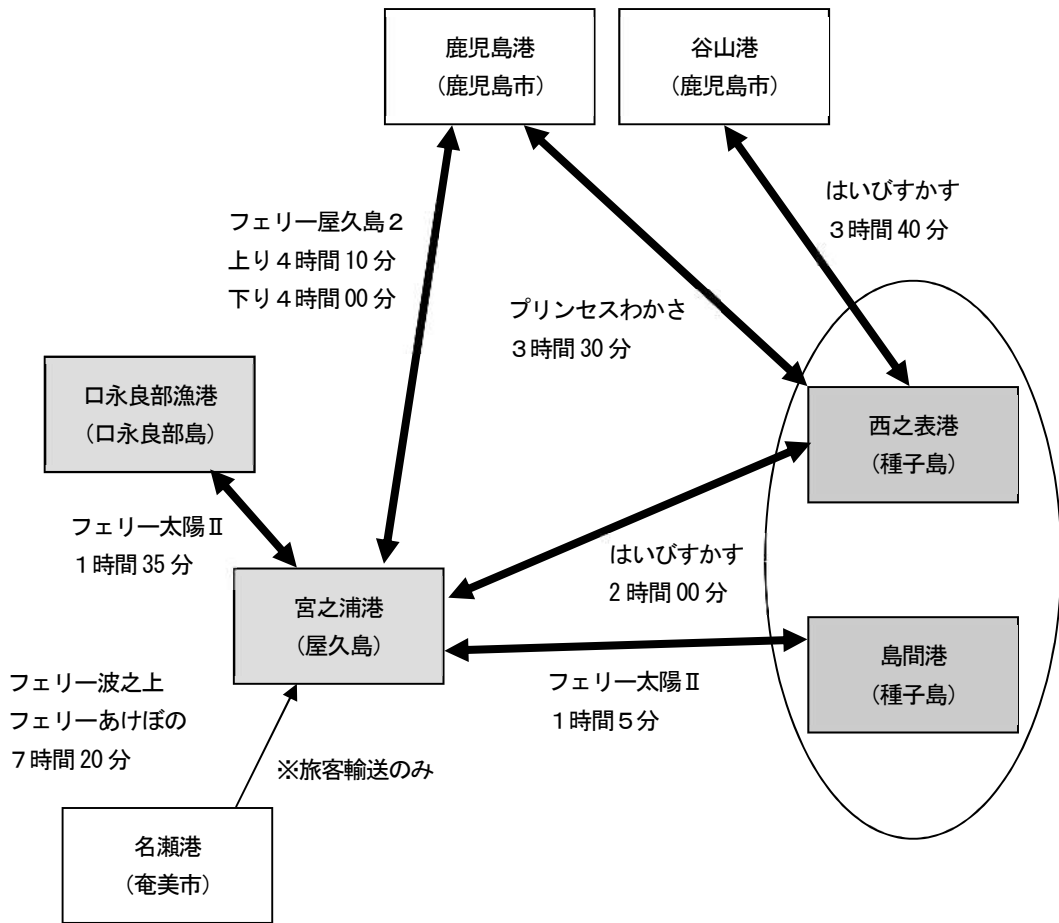 鹿児島港
（鹿児島市）
谷山港
（鹿児島市）
はいびすかす
３時間 40 分
フェリー屋久島２
上り４時間 10 分
下り４時間 00 分
プリンセスわかさ
３時間 30 分
口永良部漁港
（口永良部島）
西之表港
（種子島）
フェリー太陽Ⅱ
１時間 35 分
はいびすかす
２時間 00 分
宮之浦港
（屋久島）
島間港
（種子島）
フェリー太陽Ⅱ
１時間５分
フェリー波之上
フェリーあけぼの
７時間 20 分
※旅客輸送のみ
名瀬港
（奄美市）